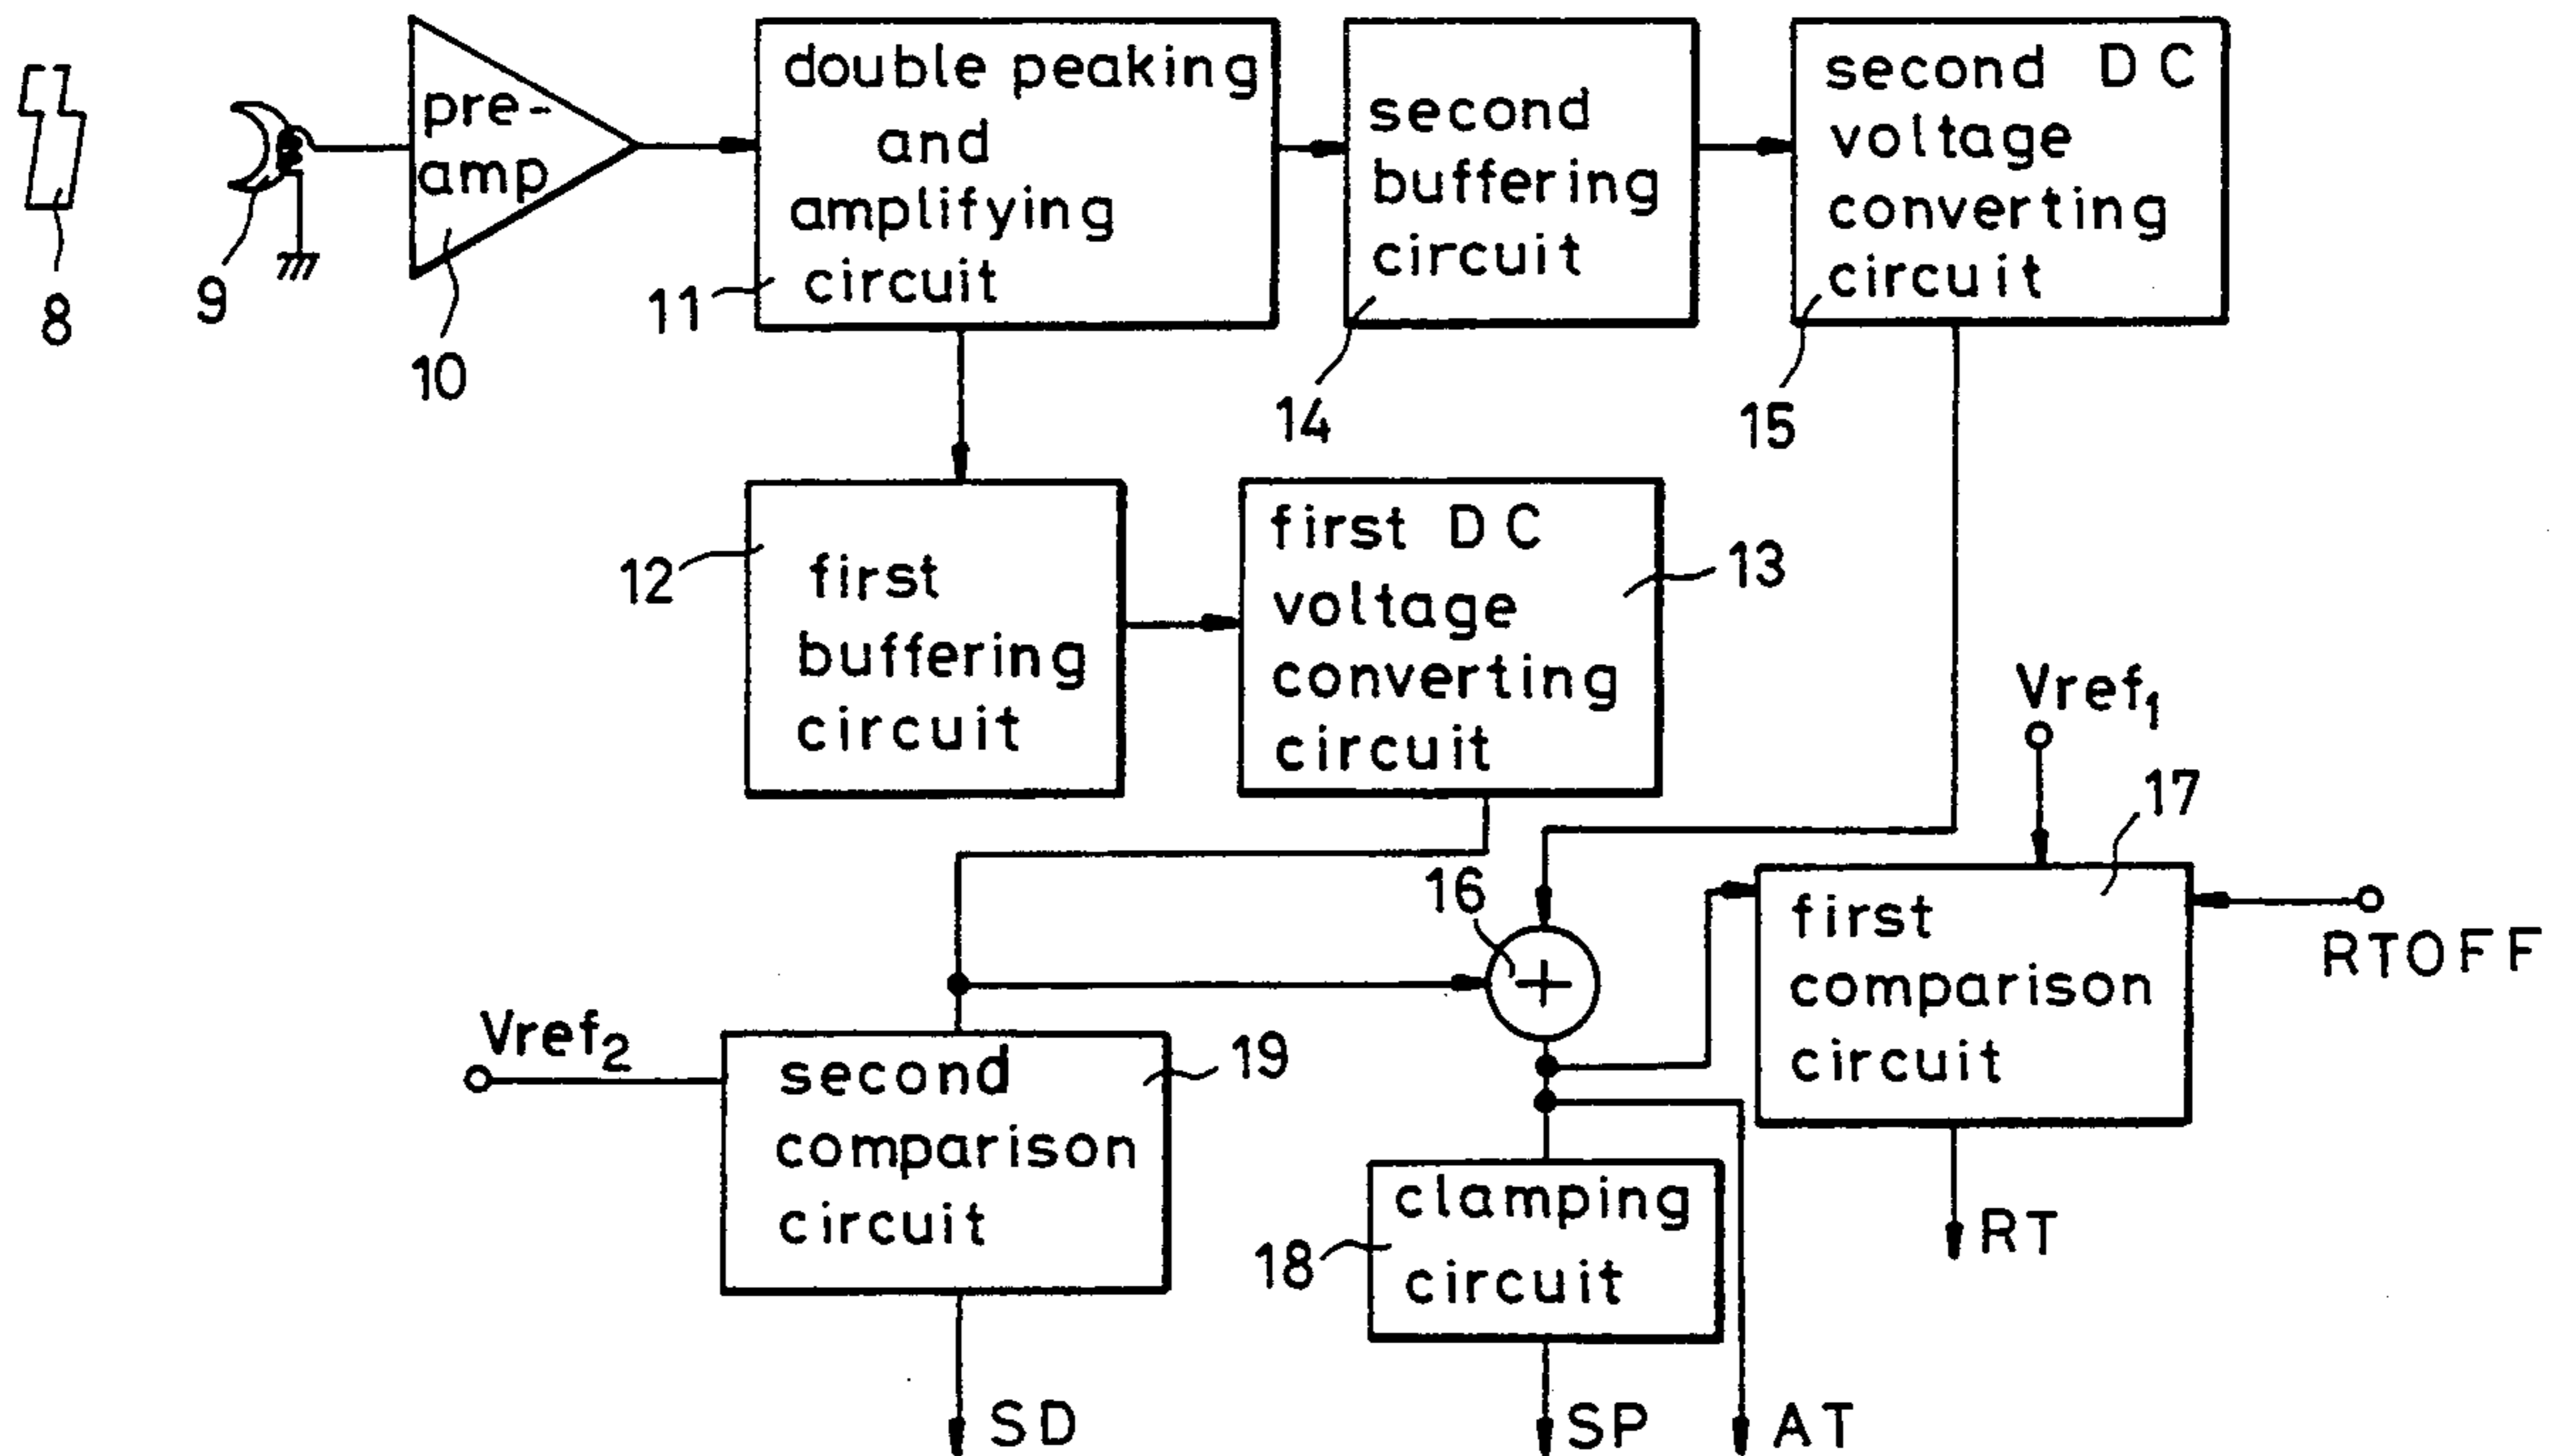 pre-
amp
double peaking
and
amplifying
circuit
second
buffering
circuit
second DC
voltage
converting
circuit
8
9
10
11
14
15
12
first
buffering
circuit
first DC
voltage
converting
circuit
13
Vref1
17
16
+
first
comparison
circuit
RTOFF
Vref2
second
comparison
circuit
19
clamping
circuit
18
RT
SD
SP
AT